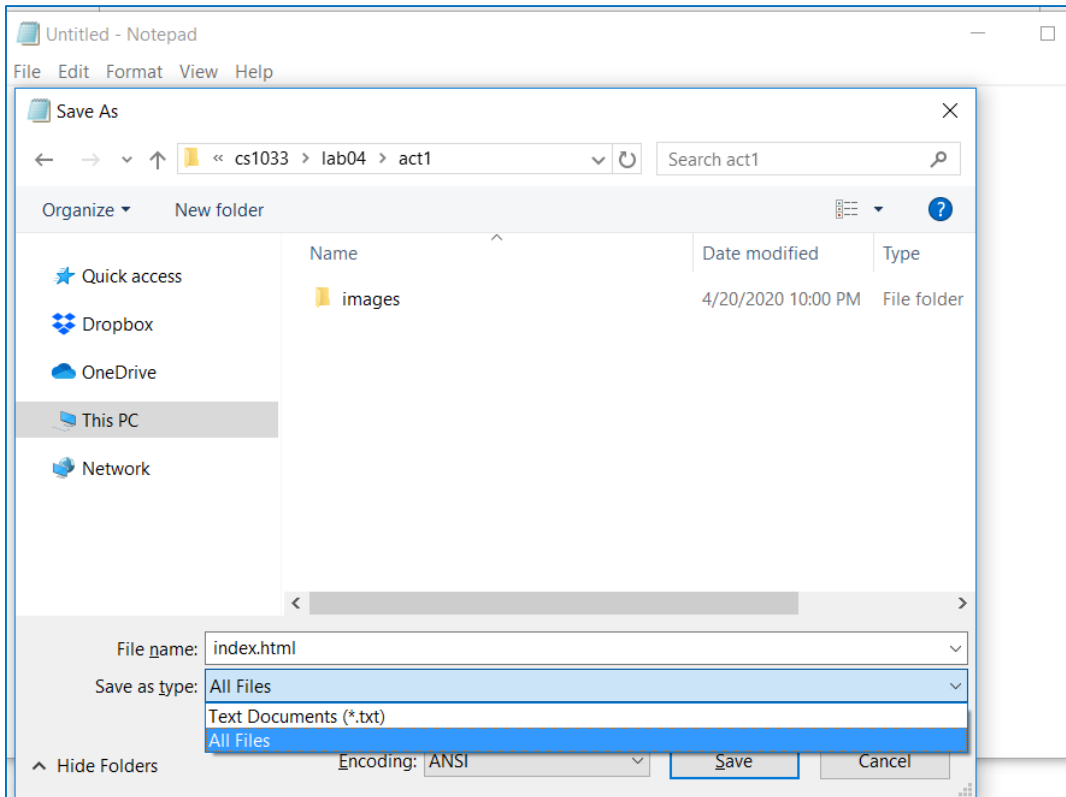 Untitled - Notepad
File Edit Format View Help
Save As
« cs1033 > lab04 > act1 Search act1
Organize New folder ?
Name Date modified Type
Quick access
images 4/20/2020 10:00 PM File folder
Dropbox
OneDrive
This PC
Network
File name: index.html
Save as type: All Files
Text Documents (*.txt)
All Files
Hide Folders Encoding: ANSI Save Cancel